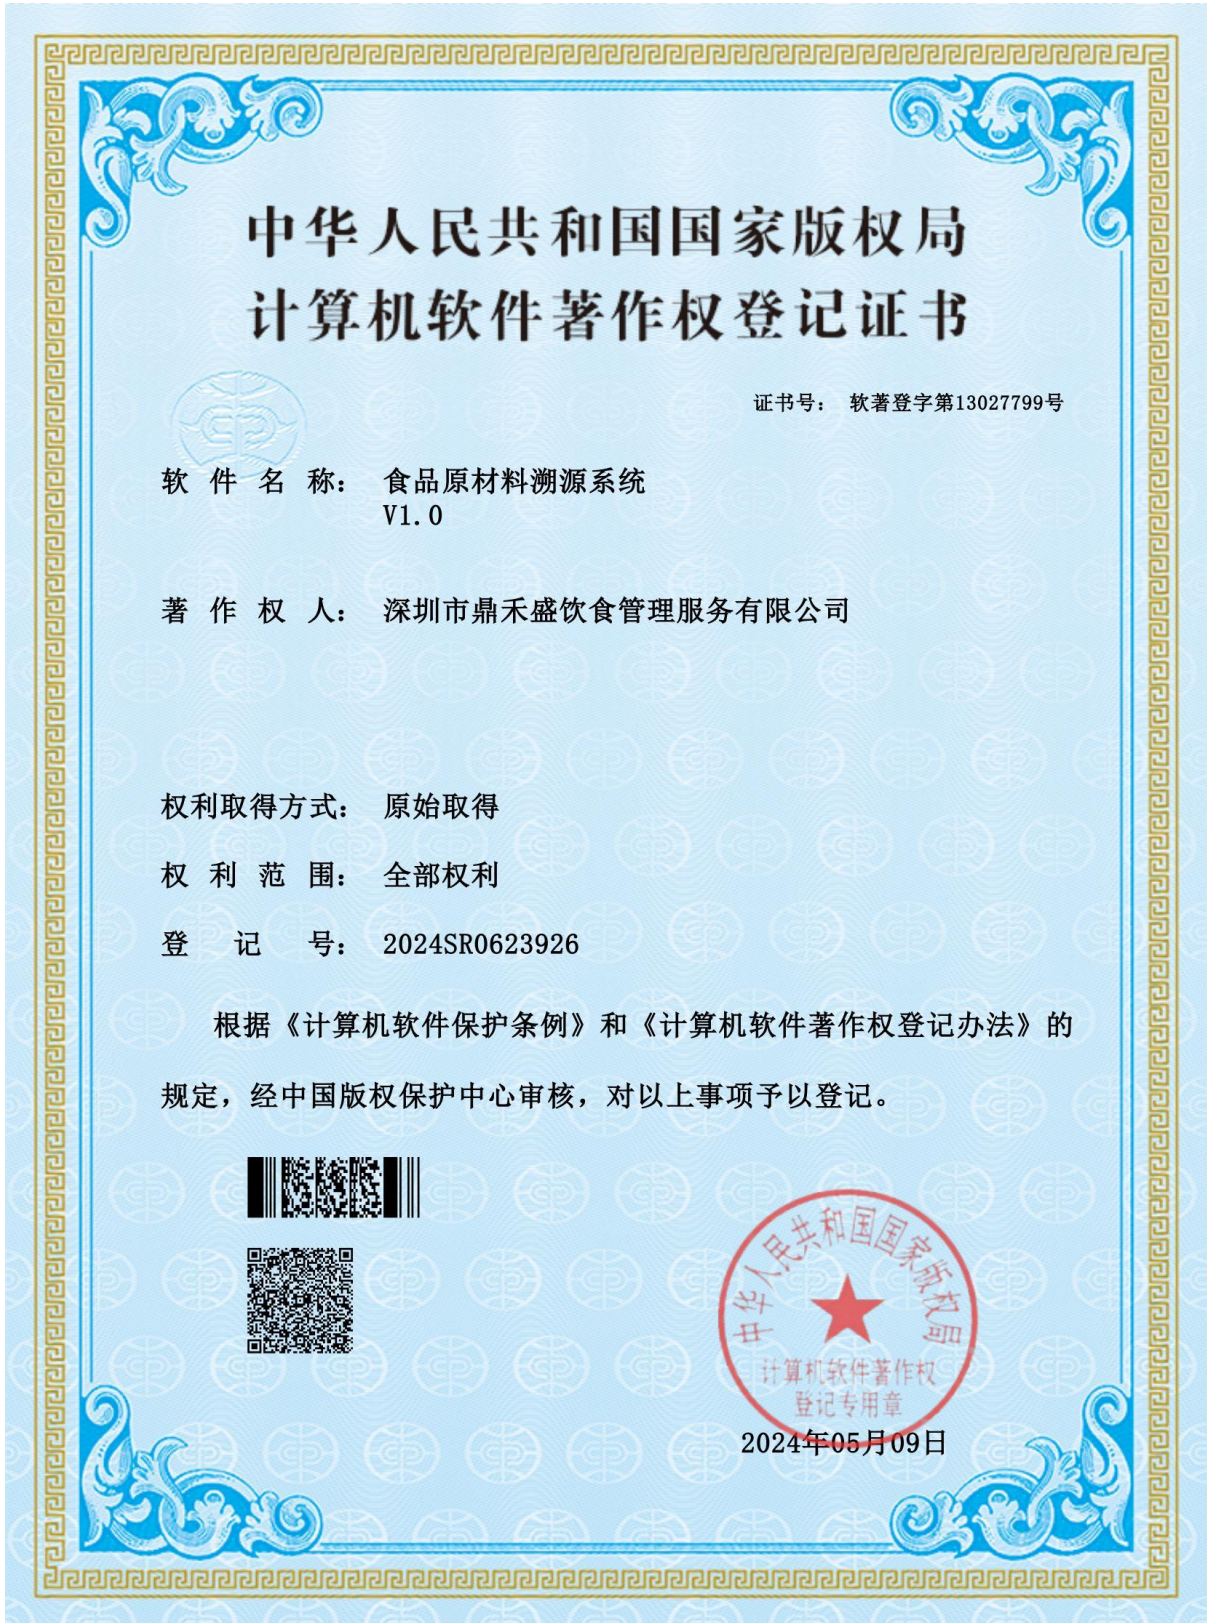 中华人民共和国国家版权局
计算机软件著作权登记证书
证书号： 软著登字第13027799号
软件名称： 食品原材料溯源系统
V1.0
著作权人： 深圳市鼎禾盛饮食管理服务有限公司
权利取得方式： 原始取得
权利范围： 全部权利
登记号： 2024SR0623926
根据《计算机软件保护条例》和《计算机软件著作权登记办法》的
规定，经中国版权保护中心审核，对以上事项予以登记。
中华人民共和国国家版权局
计算机软件著作权
登记专用章
2024年05月09日